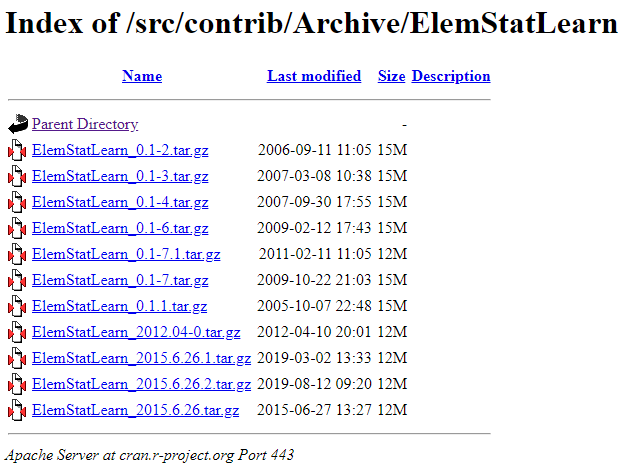 Index of /src/contrib/Archive/ElemStatLearn
Name Last modified Size Description
Parent Directory -
ElemStatLearn_0.1-2.tar.gz 2006-09-11 11:05 15M
ElemStatLearn_0.1-3.tar.gz 2007-03-08 10:38 15M
ElemStatLearn_0.1-4.tar.gz 2007-09-30 17:55 15M
ElemStatLearn_0.1-6.tar.gz 2009-02-12 17:43 15M
ElemStatLearn_0.1-7.1.tar.gz 2011-02-11 11:05 12M
ElemStatLearn_0.1-7.tar.gz 2009-10-22 21:03 15M
ElemStatLearn_0.1.1.tar.gz 2005-10-07 22:48 15M
ElemStatLearn_2012.04-0.tar.gz 2012-04-10 20:01 12M
ElemStatLearn_2015.6.26.1.tar.gz 2019-03-02 13:33 12M
ElemStatLearn_2015.6.26.2.tar.gz 2019-08-12 09:20 12M
ElemStatLearn_2015.6.26.tar.gz 2015-06-27 13:27 12M
Apache Server at cran.r-project.org Port 443